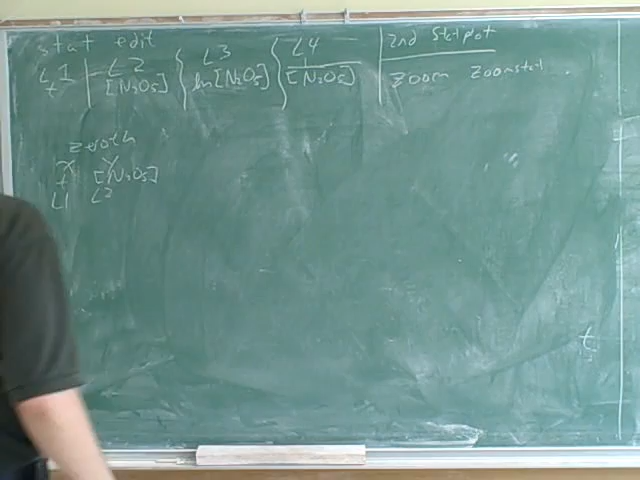 stat edit
L1 L2 L3 L4 2nd Statplot
t [N2O5] ln[N2O5] 1/[N2O5] Zoom Zoomstat
zeroth
x y
t [N2O5]
L1 L2
t